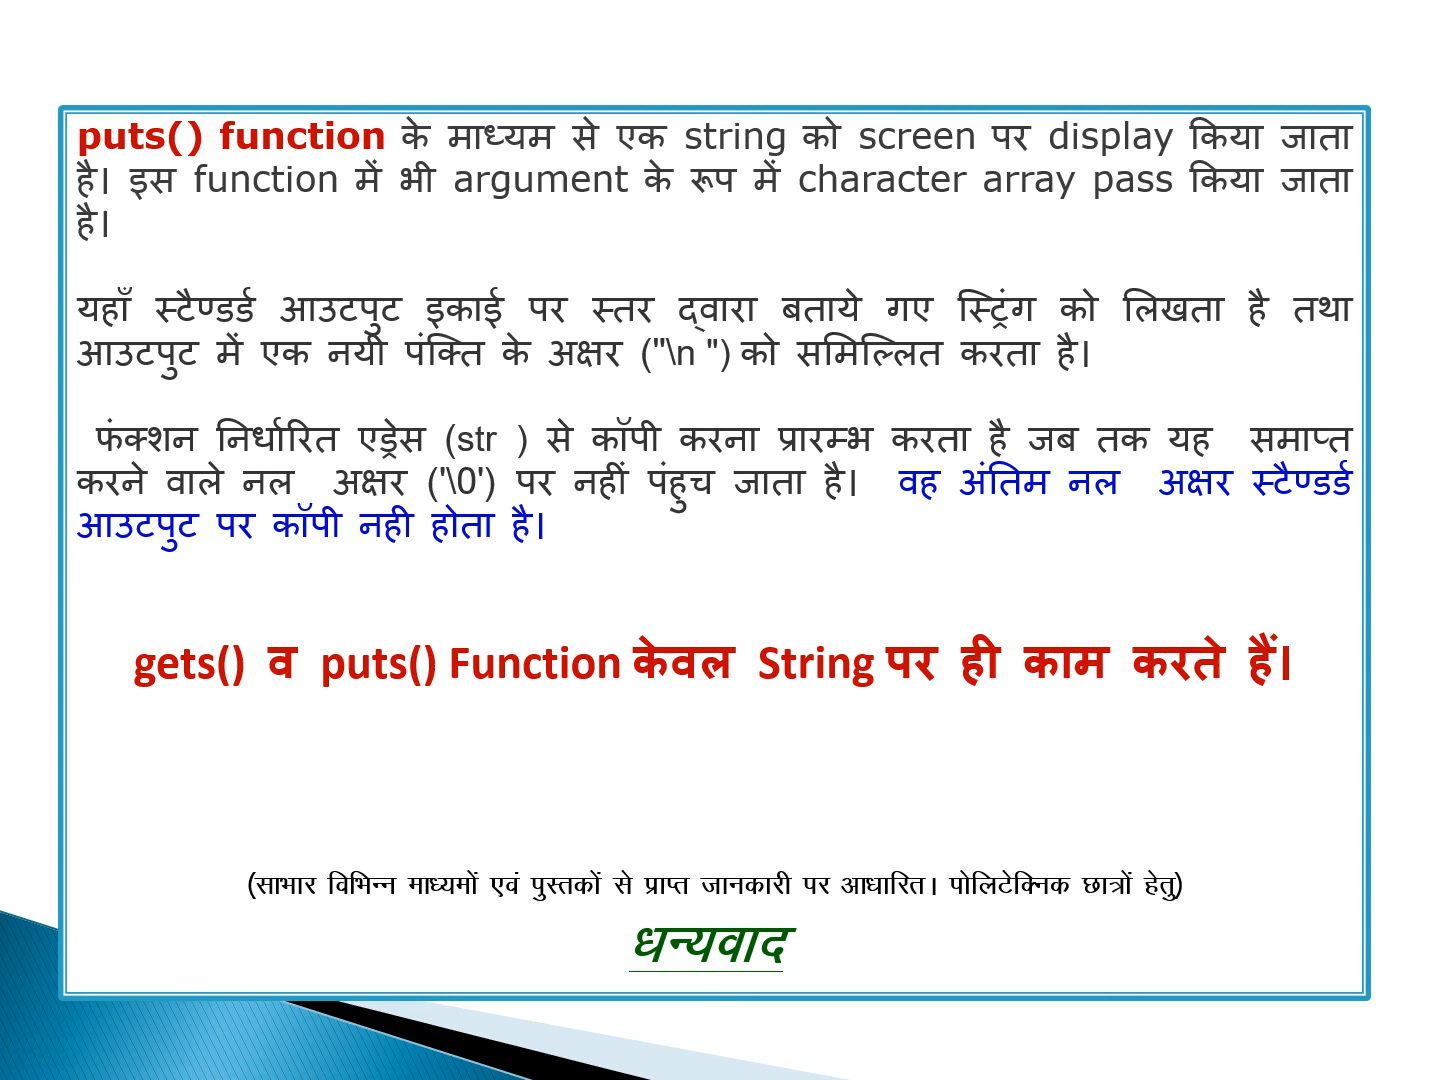 puts() function के माध्यम से एक string को screen पर display किया जाता
है। इस function में भी argument के रूप में character array pass किया जाता
है।
यहाँ स्टैण्डर्ड आउटपुट इकाई पर स्तर द्वारा बताये गए स्ट्रिंग को लिखता है तथा
आउटपुट में एक नयी पंक्ति के अक्षर ("\n ") को समिल्लित करता है।
फंक्शन निर्धारित एड्रेस (str ) से कॉपी करना प्रारम्भ करता है जब तक यह समाप्त
करने वाले नल अक्षर ('\0') पर नहीं पंहुच जाता है। वह अंतिम नल अक्षर स्टैण्डर्ड
आउटपुट पर कॉपी नही होता है।
gets() व puts() Function केवल String पर ही काम करते हैं।
(साभार विभिन्न माध्यमों एवं पुस्तकों से प्राप्त जानकारी पर आधारित। पोलिटेक्निक छात्रों हेतु)
धन्यवाद